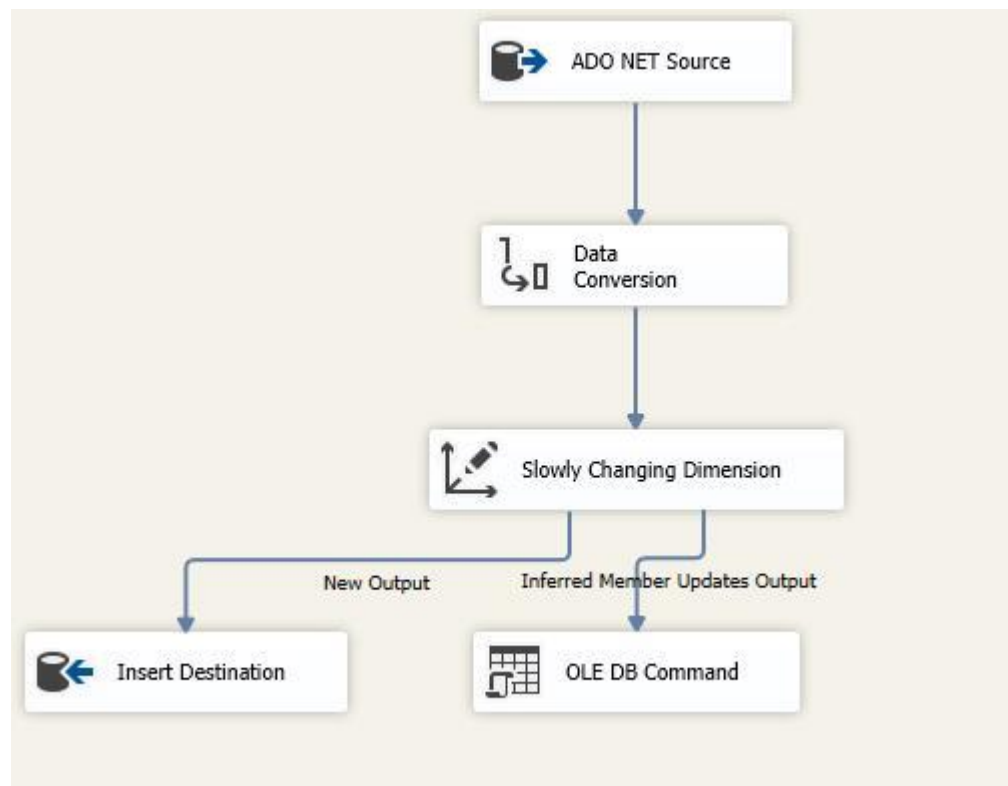 ADO NET Source
Data
Conversion
Slowly Changing Dimension
New Output
Inferred Member Updates Output
Insert Destination
OLE DB Command